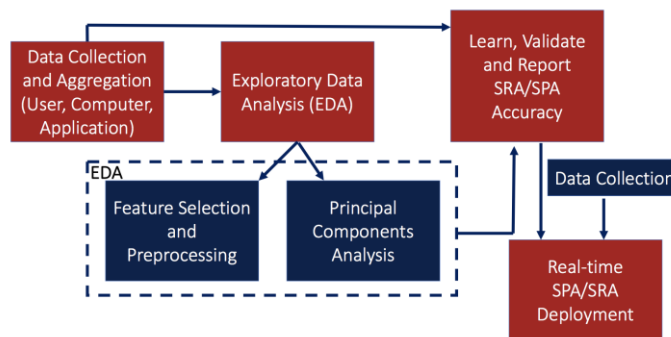 Data Collection
and Aggregation
(User, Computer,
Application)
Exploratory Data
Analysis (EDA)
Learn, Validate
and Report
SRA/SPA
Accuracy
EDA
Feature Selection
and
Preprocessing
Principal
Components
Analysis
Data Collection
Real-time
SPA/SRA
Deployment